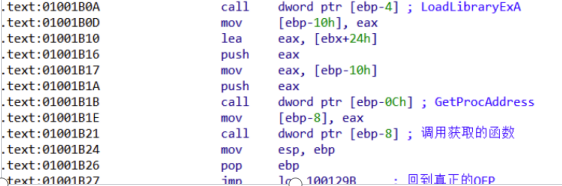 .text:01001B0A call dword ptr [ebp-4] ; LoadLibraryExA
.text:01001B0D mov [ebp-10h], eax
.text:01001B10 lea eax, [ebx+24h]
.text:01001B16 push eax
.text:01001B17 mov eax, [ebp-10h]
.text:01001B1A push eax
.text:01001B1B call dword ptr [ebp-0Ch] ; GetProcAddress
.text:01001B1E mov [ebp-8], eax
.text:01001B21 call dword ptr [ebp-8] ; 调用获取的函数
.text:01001B24 mov esp, ebp
.text:01001B26 pop ebp
.text:01001B27 jmp 100129B ; 回到真正的OEP